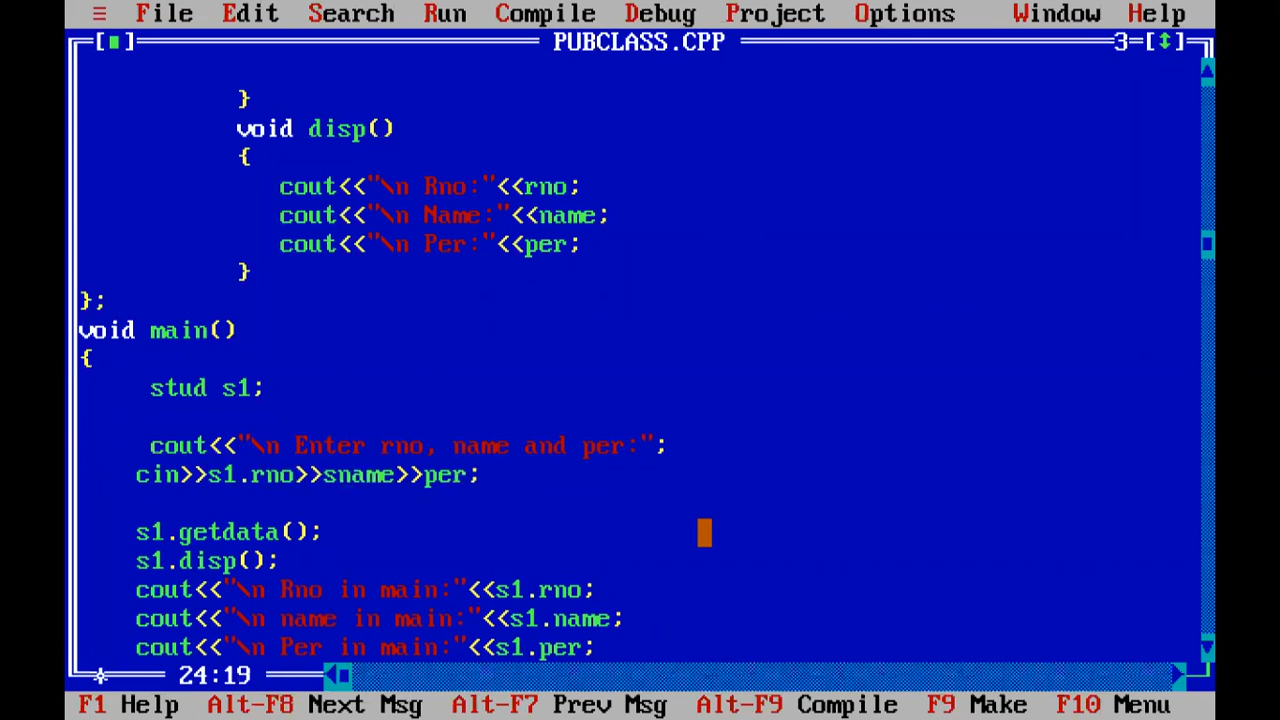 ≡ File Edit Search Run Compile Debug Project Options Window Help
[■] PUBCLASS.CPP 3=[↕]
}
void disp()
{
cout<<"\n Rno:"<<rno;
cout<<"\n Name:"<<name;
cout<<"\n Per:"<<per;
}
};
void main()
{
stud s1;
cout<<"\n Enter rno, name and per:";
cin>>s1.rno>>sname>>per;
s1.getdata();
s1.disp();
cout<<"\n Rno in main:"<<s1.rno;
cout<<"\n name in main:"<<s1.name;
cout<<"\n Per in main:"<<s1.per;
24:19
F1 Help Alt-F8 Next Msg Alt-F7 Prev Msg Alt-F9 Compile F9 Make F10 Menu